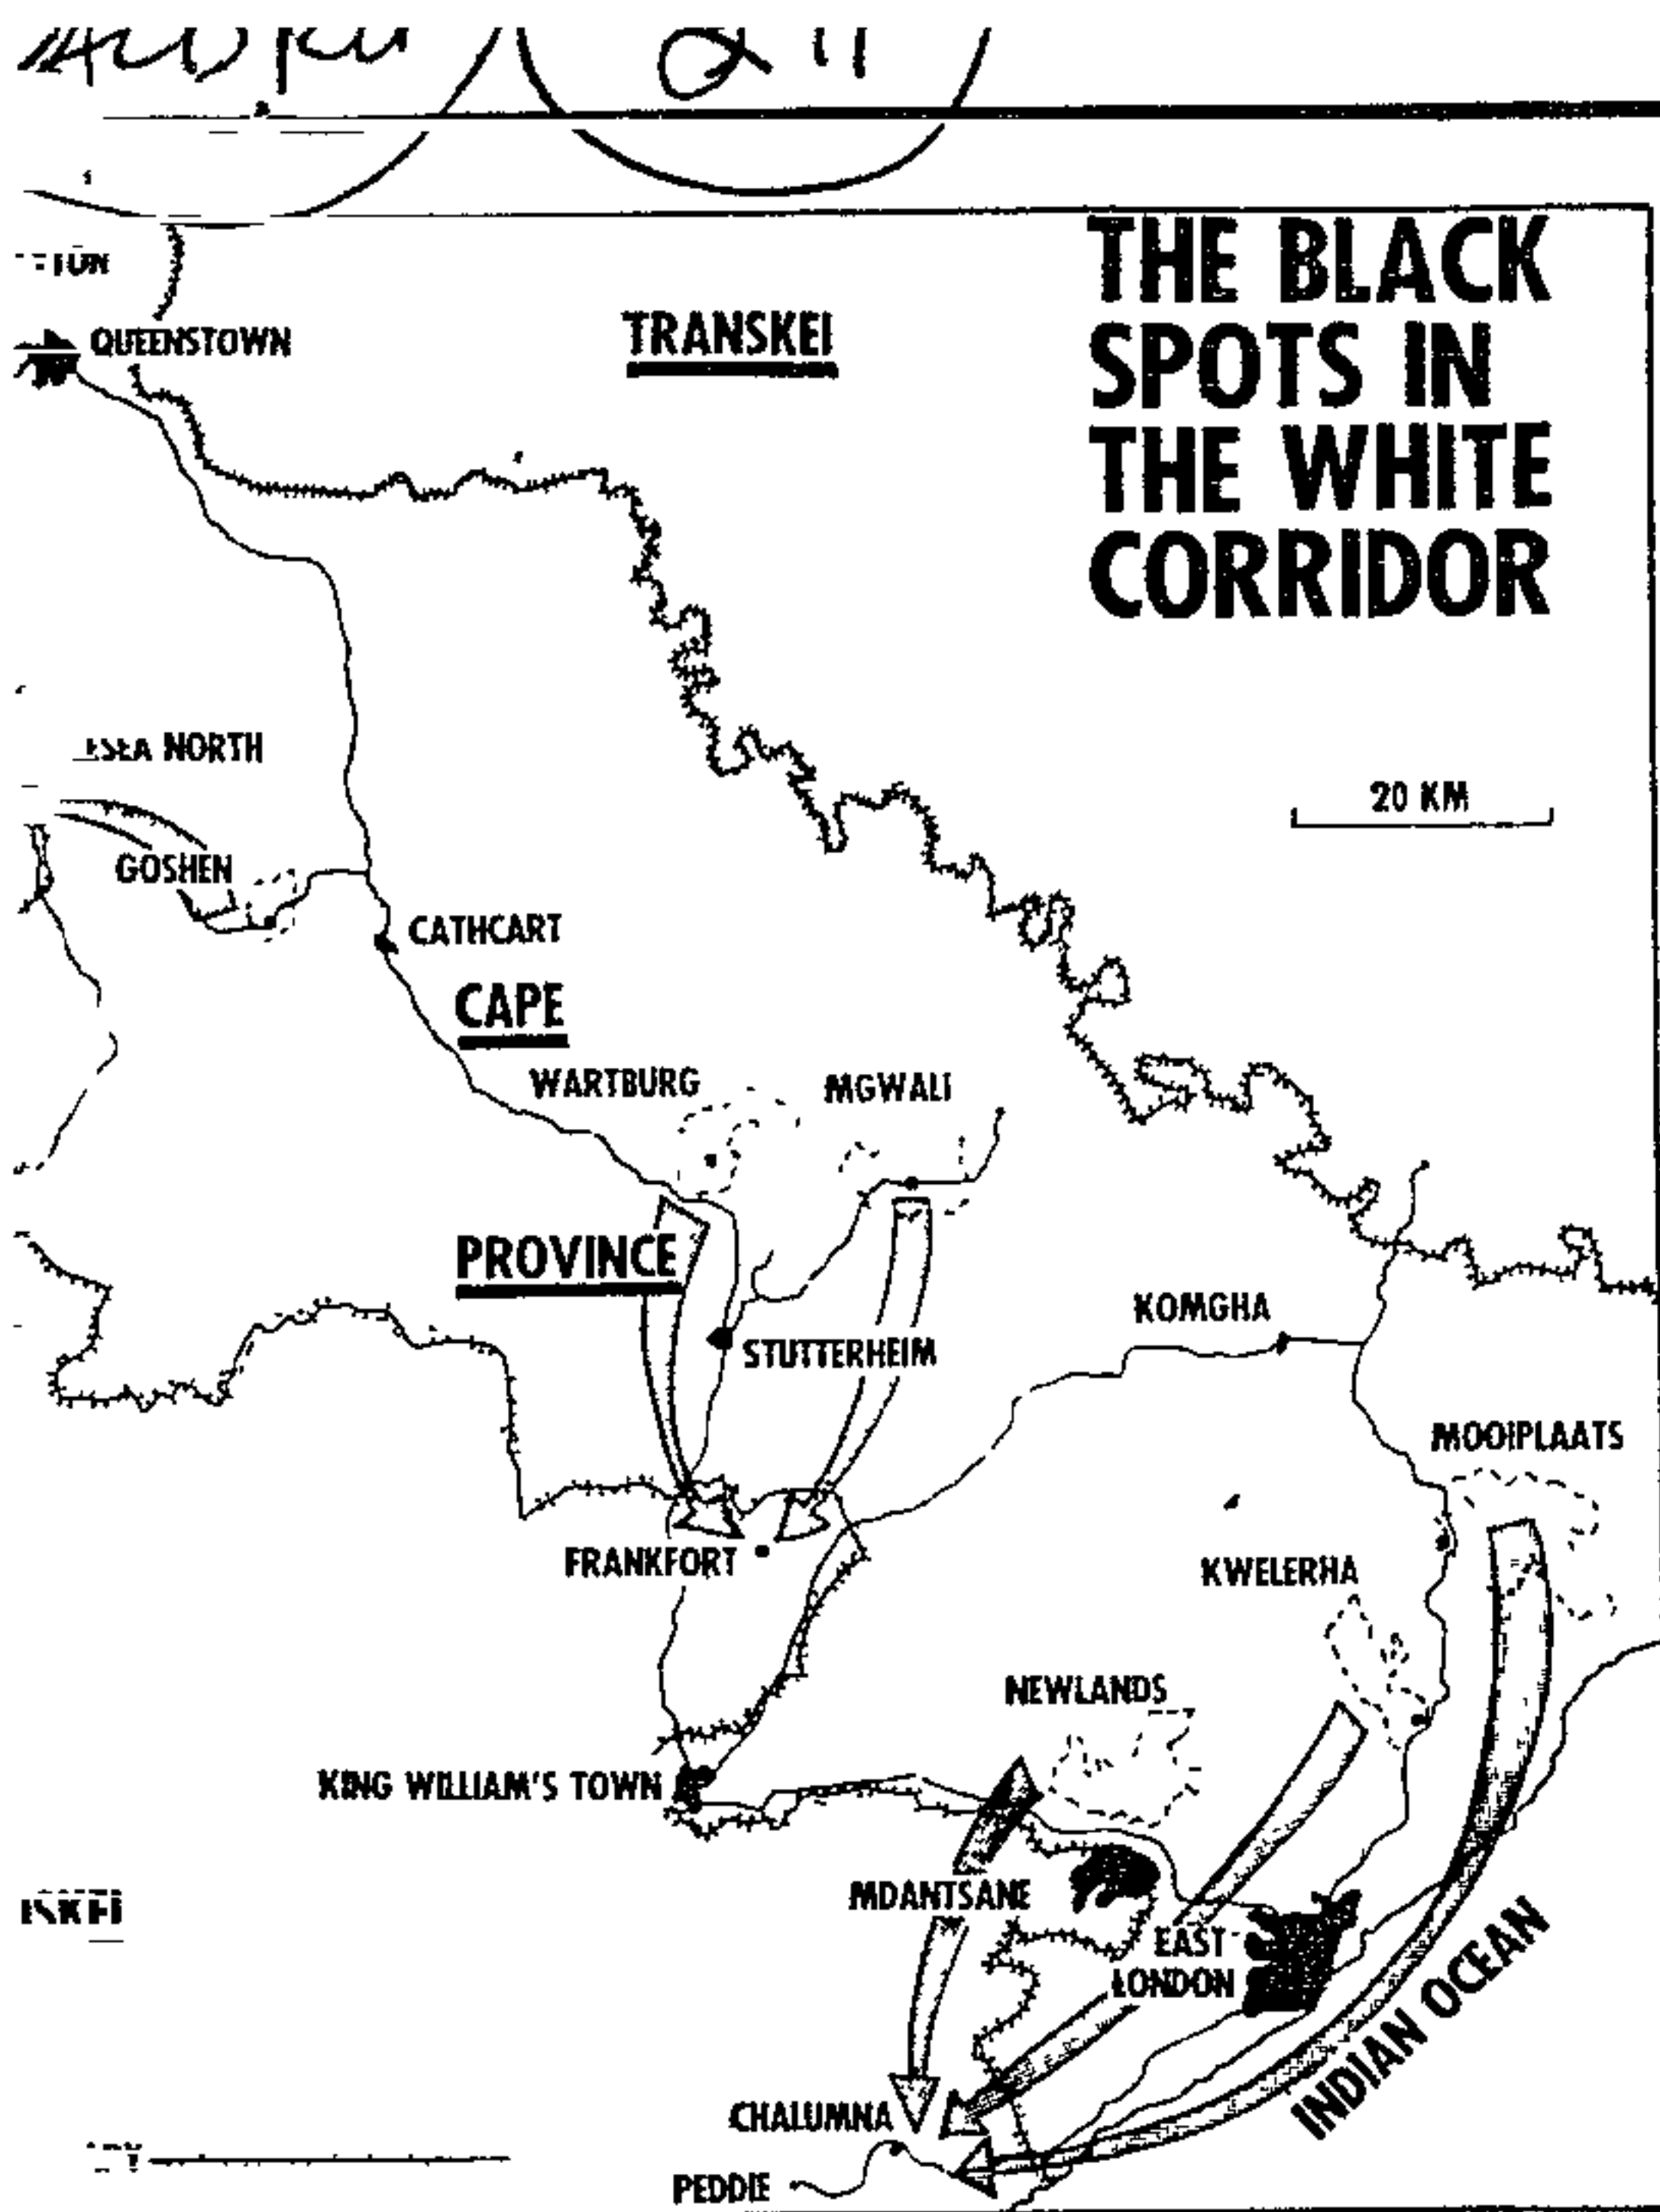 THE BLACK
SPOTS IN
THE WHITE
CORRIDOR
QUEENSTOWN
TRANSKEI
NORTH
20 KM
GOSHEN
CATHCART
CAPE
WARTBURG
MGWALI
PROVINCE
KOMGHA
STUTTERHEIM
MOOIPLAATS
FRANKFORT
KWELERHA
NEWLANDS
KING WILLIAM'S TOWN
MDANTSANE
EAST
LONDON
INDIAN OCEAN
CHALUMNA
PEDDIE